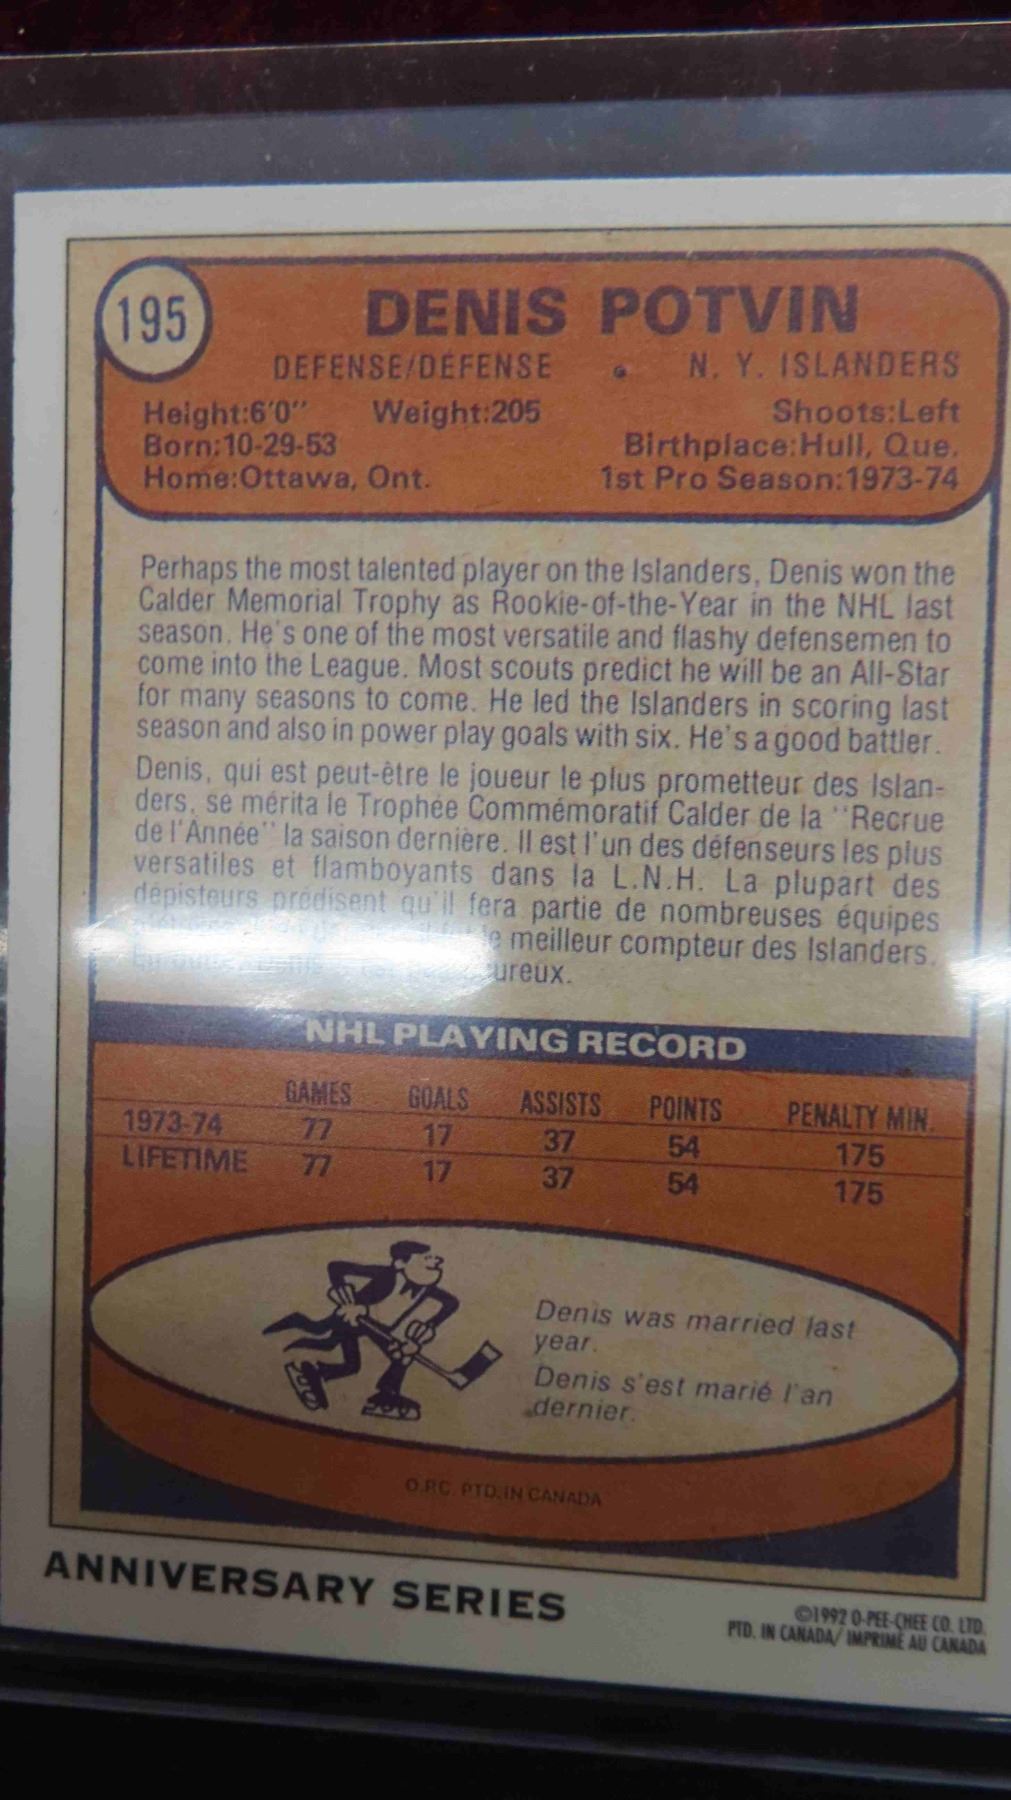 195
DENIS POTVIN
DEFENSE/DÉFENSE • N. Y. ISLANDERS
Height:6'0" Weight:205 Shoots:Left
Born:10-29-53 Birthplace:Hull, Que.
Home:Ottawa, Ont. 1st Pro Season:1973-74
Perhaps the most talented player on the Islanders, Denis won the
Calder Memorial Trophy as Rookie-of-the-Year in the NHL last
season. He's one of the most versatile and flashy defensemen to
come into the League. Most scouts predict he will be an All-Star
for many seasons to come. He led the Islanders in scoring last
season and also in power play goals with six. He's a good battler.
Denis, qui est peut-être le joueur le plus prometteur des Islan-
ders, se mérita le Trophée Commémoratif Calder de la "Recrue
de l'Année" la saison dernière. Il est l'un des défenseurs les plus
versatiles et flamboyants dans la L.N.H. La plupart des
dépisteurs prédisent qu'il fera partie de nombreuses équipes
le meilleur compteur des Islanders.
NHL PLAYING RECORD
GAMES GOALS ASSISTS POINTS PENALTY MIN.
1973-74 77 17 37 54 175
LIFETIME 77 17 37 54 175
Denis was married last
year.
Denis s'est marié l'an
dernier.
O.P.C. PTD. IN CANADA
ANNIVERSARY SERIES
©1992 O-PEE-CHEE CO. LTD.
PTD. IN CANADA/ IMPRIMÉ AU CANADA